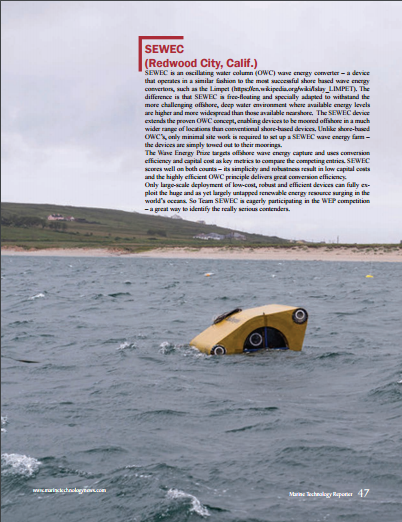 SEWEC
(Redwood City, Calif.)
SEWEC is an oscillating water column (OWC) wave energy converter – a device
that operates in a similar fashion to the most successful shore based wave energy
convertors, such as the Limpet (https://en.wikipedia.org/wiki/Islay_LIMPET). The
difference is that SEWEC is free-floating and specially adapted to withstand the
more challenging offshore, deep water environment where available energy levels
are higher and more widespread than those available nearshore. The SEWEC device
extends the proven OWC concept, enabling devices to be moored offshore in a much
wider range of locations than conventional shore-based devices. Unlike shore-based
OWC's, only minimal site work is required to set up a SEWEC wave energy farm –
the devices are simply towed out to their moorings.
The Wave Energy Prize targets offshore wave energy capture and uses conversion
efficiency and capital cost as key metrics to compare the competing entries. SEWEC
scores well on both counts – its simplicity and robustness result in low capital costs
and the highly efficient OWC principle delivers great conversion efficiency.
Only large-scale deployment of low-cost, robust and efficient devices can fully ex-
ploit the huge and as yet largely untapped renewable energy resource surging in the
world's oceans. So Team SEWEC is eagerly participating in the WEP competition
– a great way to identify the really serious contenders.
www.marinetechnologynews.com
Marine Technology Reporter 47